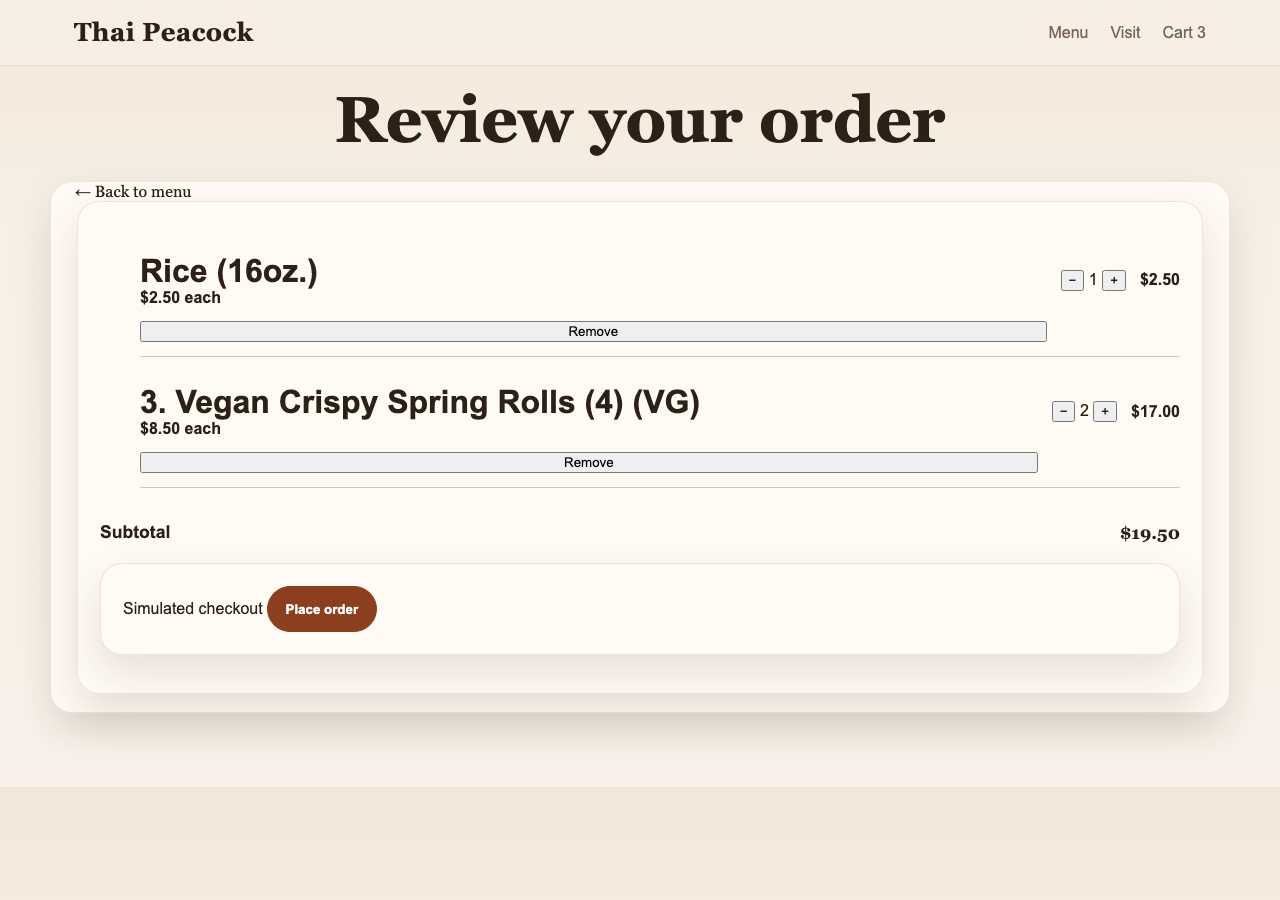 Thai Peacock
Menu Visit Cart 3
Review your order
← Back to menu
Rice (16oz.)
− 1 + $2.50
$2.50 each
Remove
3. Vegan Crispy Spring Rolls (4) (VG)
− 2 + $17.00
$8.50 each
Remove
Subtotal $19.50
Simulated checkout Place order